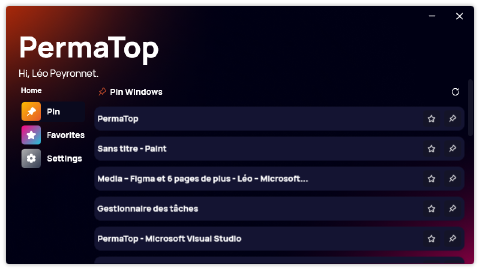 PermaTop
Hi, Léo Peyronnet.
Home
Pin
Favorites
Settings
Pin Windows
PermaTop
Sans titre - Paint
Media – Figma et 6 pages de plus - Léo – Microsoft...
Gestionnaire des tâches
PermaTop - Microsoft Visual Studio